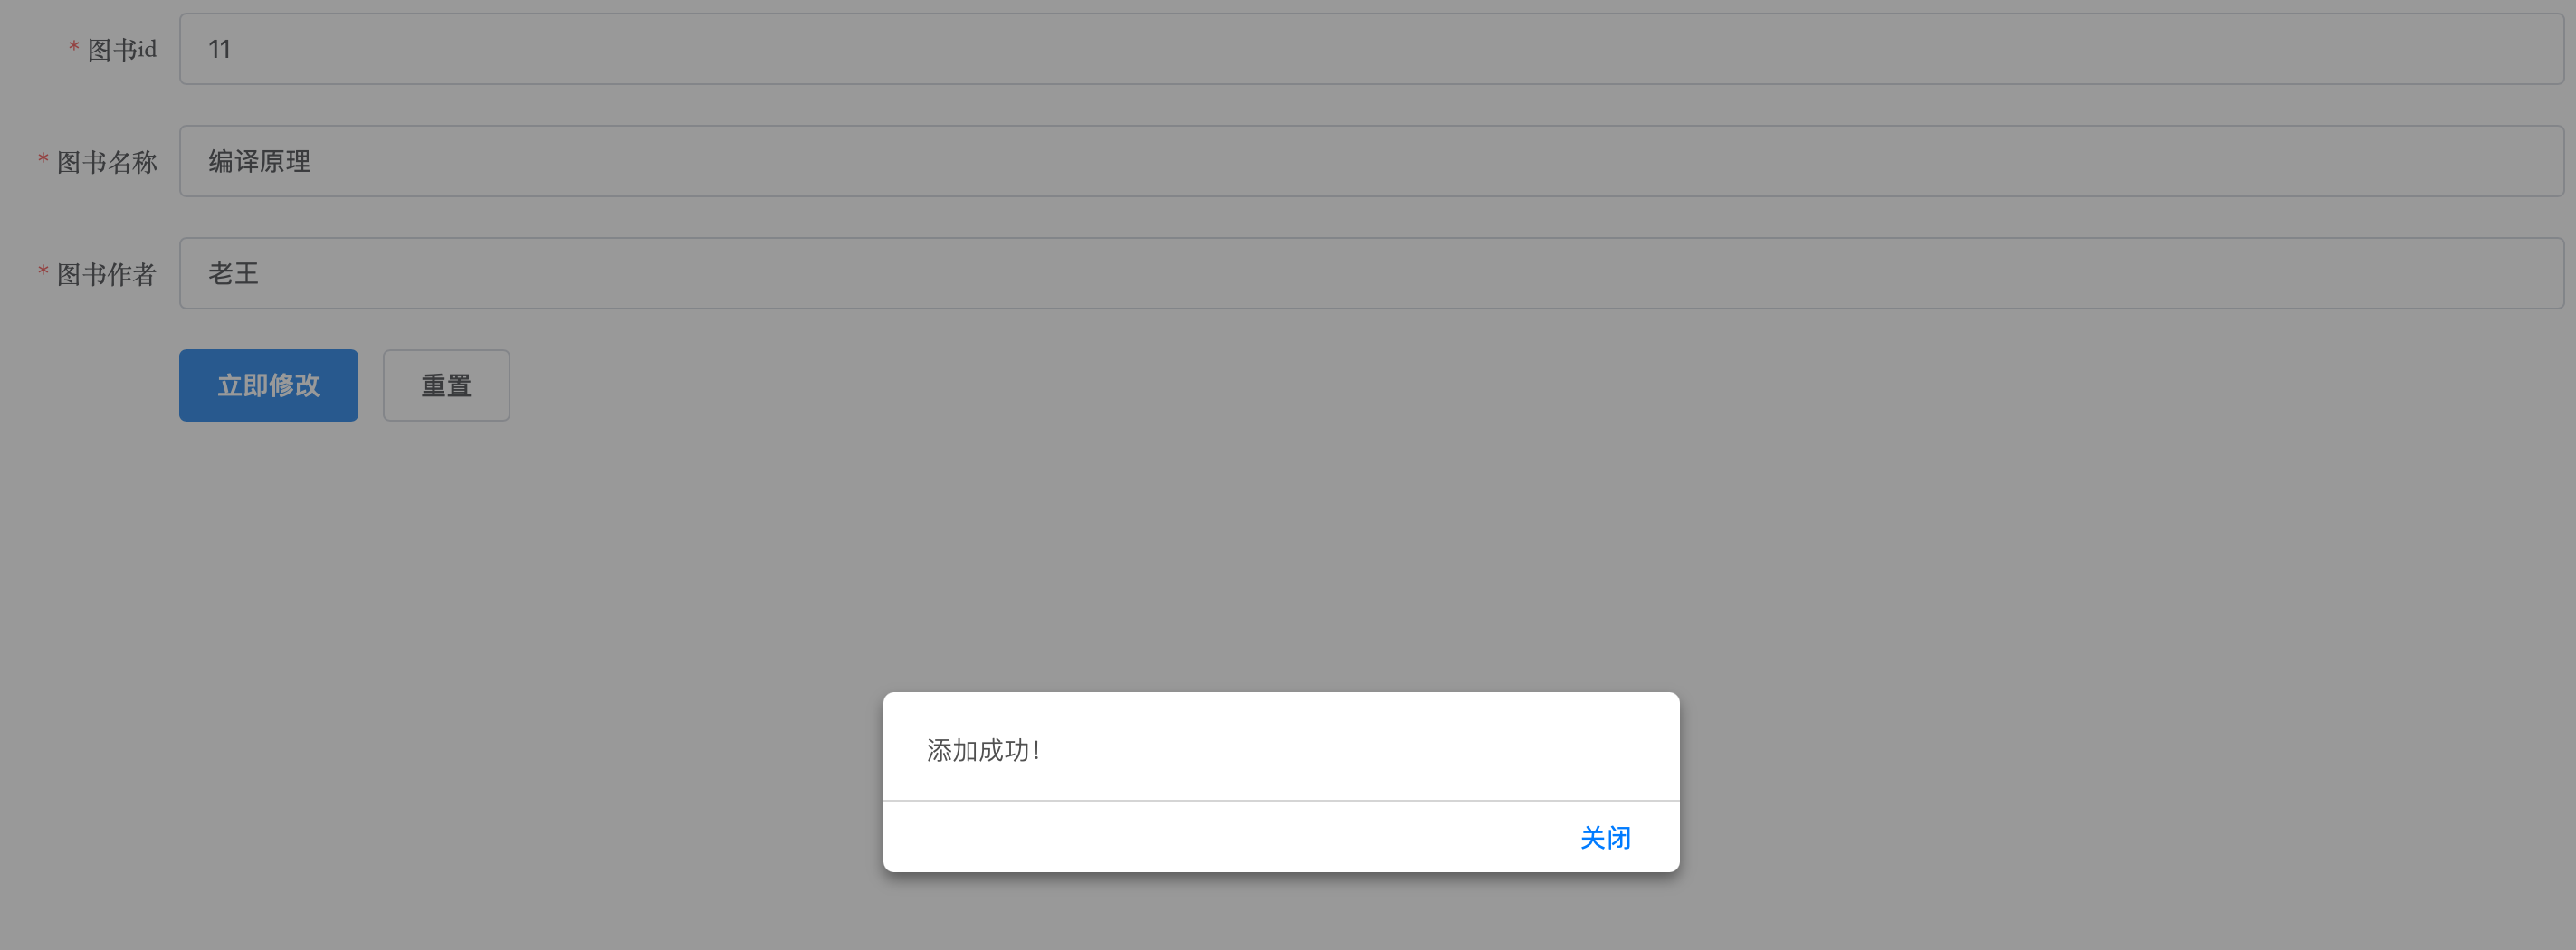 * 图书id 11
* 图书名称 编译原理
* 图书作者 老王
立即修改 重置
添加成功!
关闭